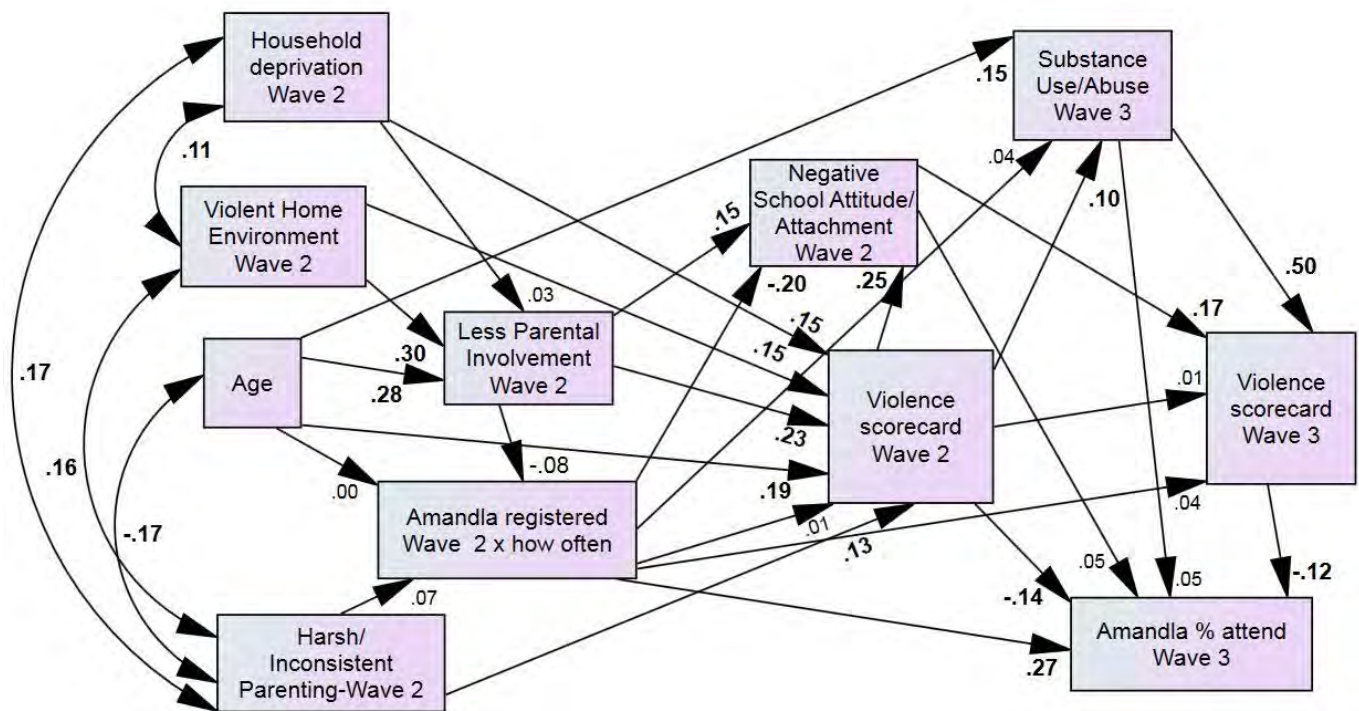 Household
deprivation
Wave 2
Substance
Use/Abuse
Wave 3
.15
.11
.04
Negative
School Attitude/
Attachment
Wave 2
.10
Violent Home
Environment
Wave 2
.15
-.20
.25
.50
.03
.17
Less Parental
Involvement
Wave 2
.15
.15
Age
.30
.28
.17
Violence
scorecard
Wave 2
.01
Violence
scorecard
Wave 3
.23
.16
-.08
.00
.19
Amandla registered
Wave 2 x how often
.01
.04
-.17
.13
.07
.05
.05
-.14
-.12
Harsh/
Inconsistent
Parenting-Wave 2
.27
Amandla % attend
Wave 3